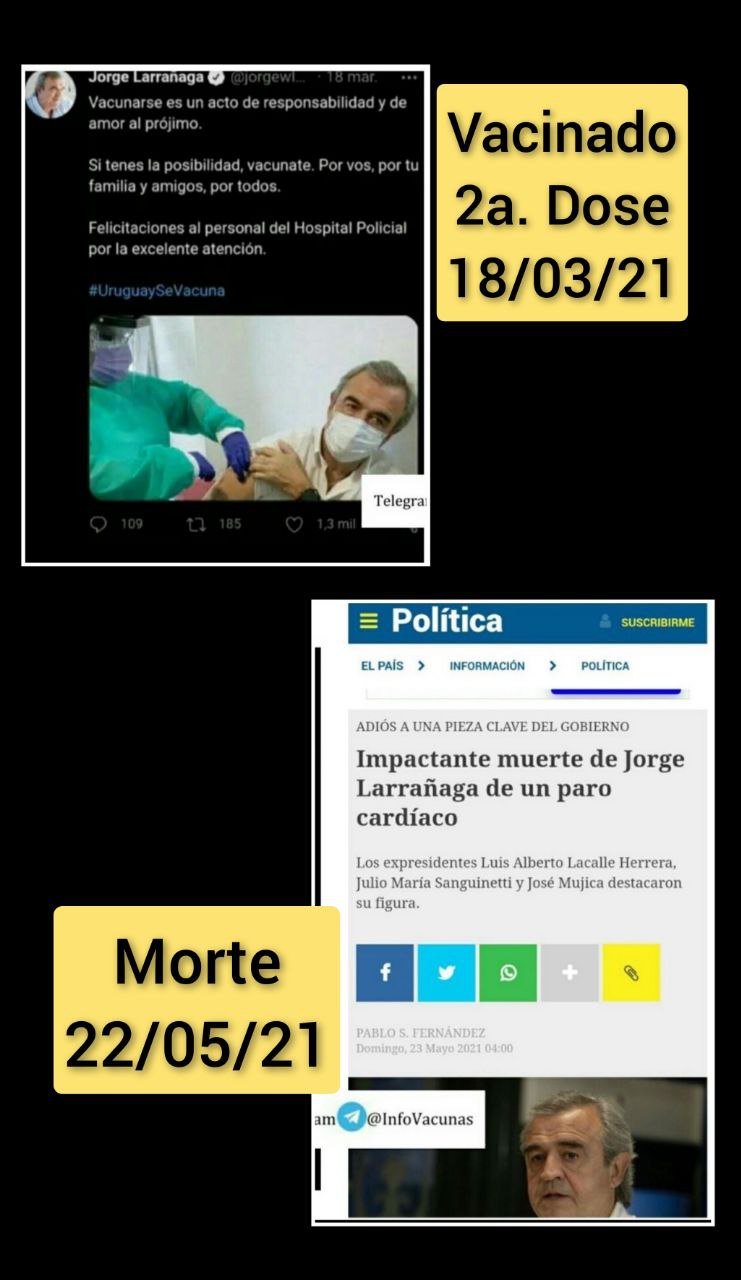 Jorge Larrañaga @jorgewl... · 18 mar. ...
Vacunarse es un acto de responsabilidad y de
amor al prójimo.
Si tenes la posibilidad, vacunate. Por vos, por tu
familia y amigos, por todos.
Felicitaciones al personal del Hospital Policial
por la excelente atención.
#UruguaySeVacuna
109 185 1,3 mil
Telegra
Vacinado
2a. Dose
18/03/21
Política
SUSCRIBIRME
EL PAÍS > INFORMACIÓN > POLÍTICA
ADIÓS A UNA PIEZA CLAVE DEL GOBIERNO
Impactante muerte de Jorge
Larrañaga de un paro
cardíaco
Los expresidentes Luis Alberto Lacalle Herrera,
Julio María Sanguinetti y José Mujica destacaron
su figura.
PABLO S. FERNÁNDEZ
Domingo, 23 Mayo 2021 04:00
am @InfoVacunas
Morte
22/05/21